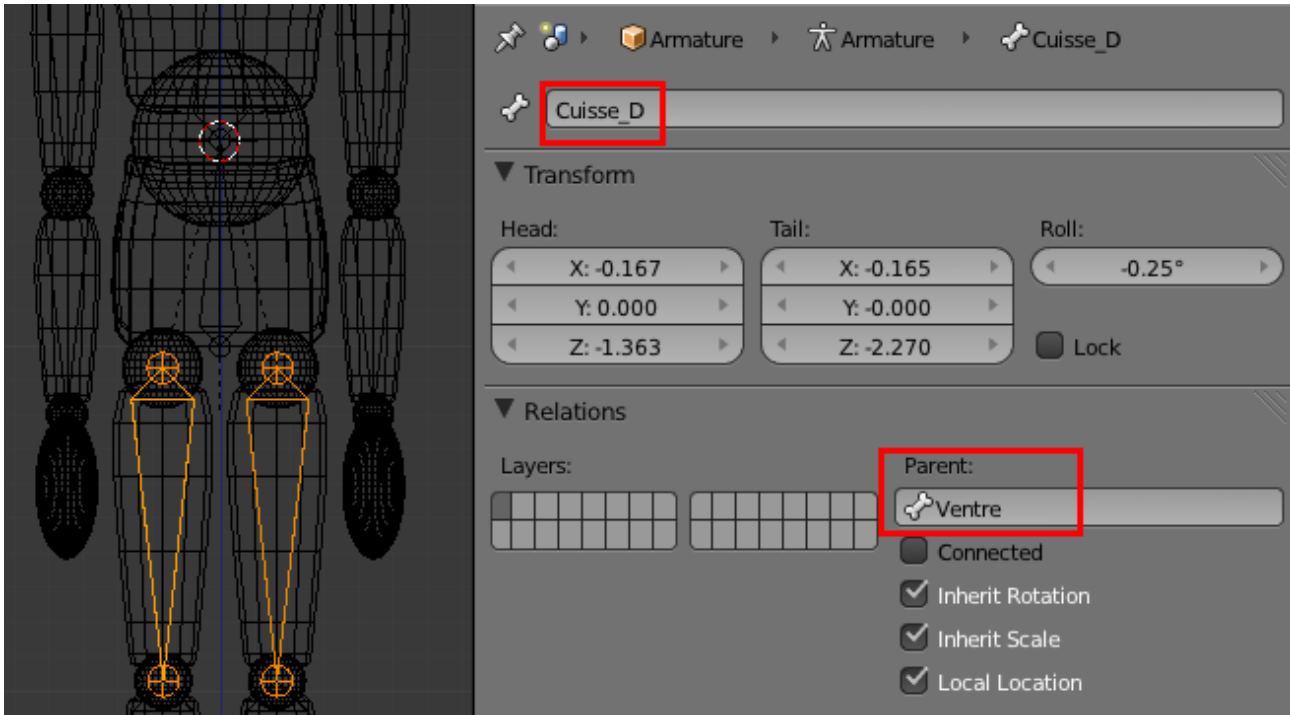 Armature Armature Cuisse_D
Cuisse_D
Transform
Head: Tail: Roll:
X: -0.167 X: -0.165 -0.25°
Y: 0.000 Y: -0.000
Z: -1.363 Z: -2.270 Lock
Relations
Layers: Parent:
Ventre
Connected
Inherit Rotation
Inherit Scale
Local Location